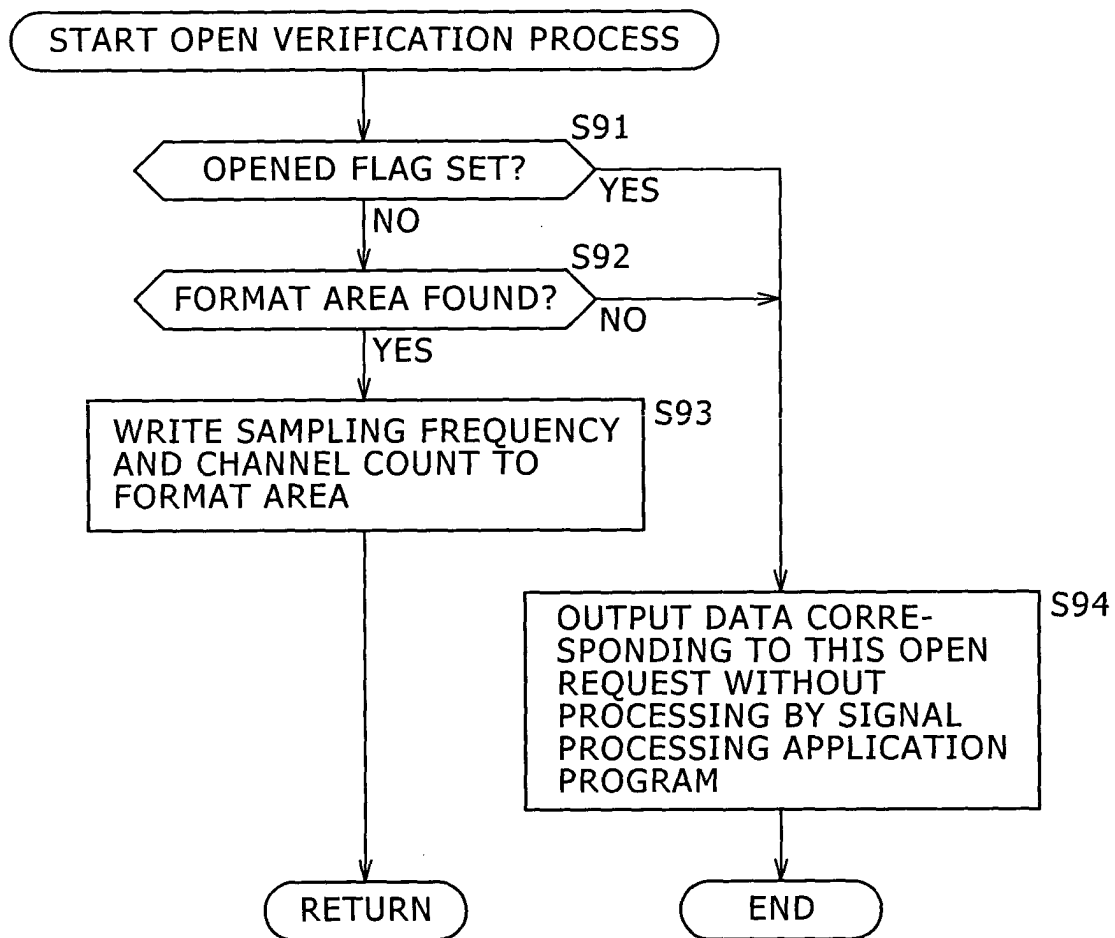 START OPEN VERIFICATION PROCESS
S91
OPENED FLAG SET?
YES
NO
S92
FORMAT AREA FOUND?
NO
YES
S93
WRITE SAMPLING FREQUENCY
AND CHANNEL COUNT TO
FORMAT AREA
S94
OUTPUT DATA CORRE-
SPONDING TO THIS OPEN
REQUEST WITHOUT
PROCESSING BY SIGNAL
PROCESSING APPLICATION
PROGRAM
RETURN
END